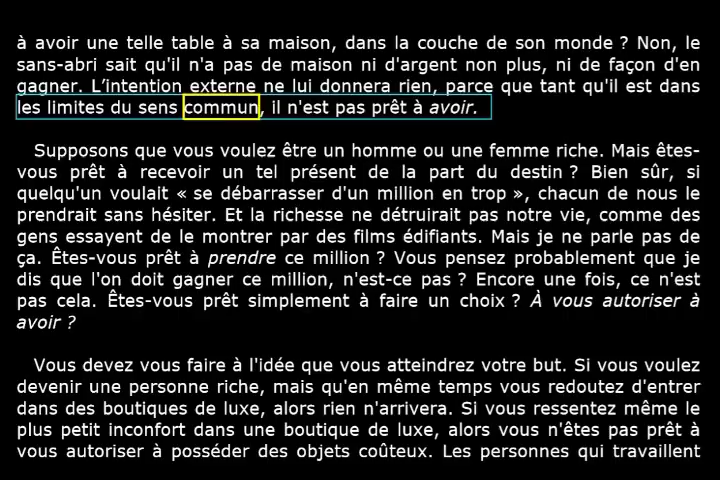 à avoir une telle table à sa maison, dans la couche de son monde ? Non, le
sans-abri sait qu'il n'a pas de maison ni d'argent non plus, ni de façon d'en
gagner. L’intention externe ne lui donnera rien, parce que tant qu'il est dans
les limites du sens commun, il n'est pas prêt à avoir.
Supposons que vous voulez être un homme ou une femme riche. Mais êtes-
vous prêt à recevoir un tel présent de la part du destin ? Bien sûr, si
quelqu'un voulait « se débarrasser d'un million en trop », chacun de nous le
prendrait sans hésiter. Et la richesse ne détruirait pas notre vie, comme des
gens essayent de le montrer par des films édifiants. Mais je ne parle pas de
ça. Êtes-vous prêt à prendre ce million ? Vous pensez probablement que je
dis que l'on doit gagner ce million, n'est-ce pas ? Encore une fois, ce n'est
pas cela. Êtes-vous prêt simplement à faire un choix ? À vous autoriser à
avoir ?
Vous devez vous faire à l'idée que vous atteindrez votre but. Si vous voulez
devenir une personne riche, mais qu'en même temps vous redoutez d'entrer
dans des boutiques de luxe, alors rien n'arrivera. Si vous ressentez même le
plus petit inconfort dans une boutique de luxe, alors vous n'êtes pas prêt à
vous autoriser à posséder des objets coûteux. Les personnes qui travaillent